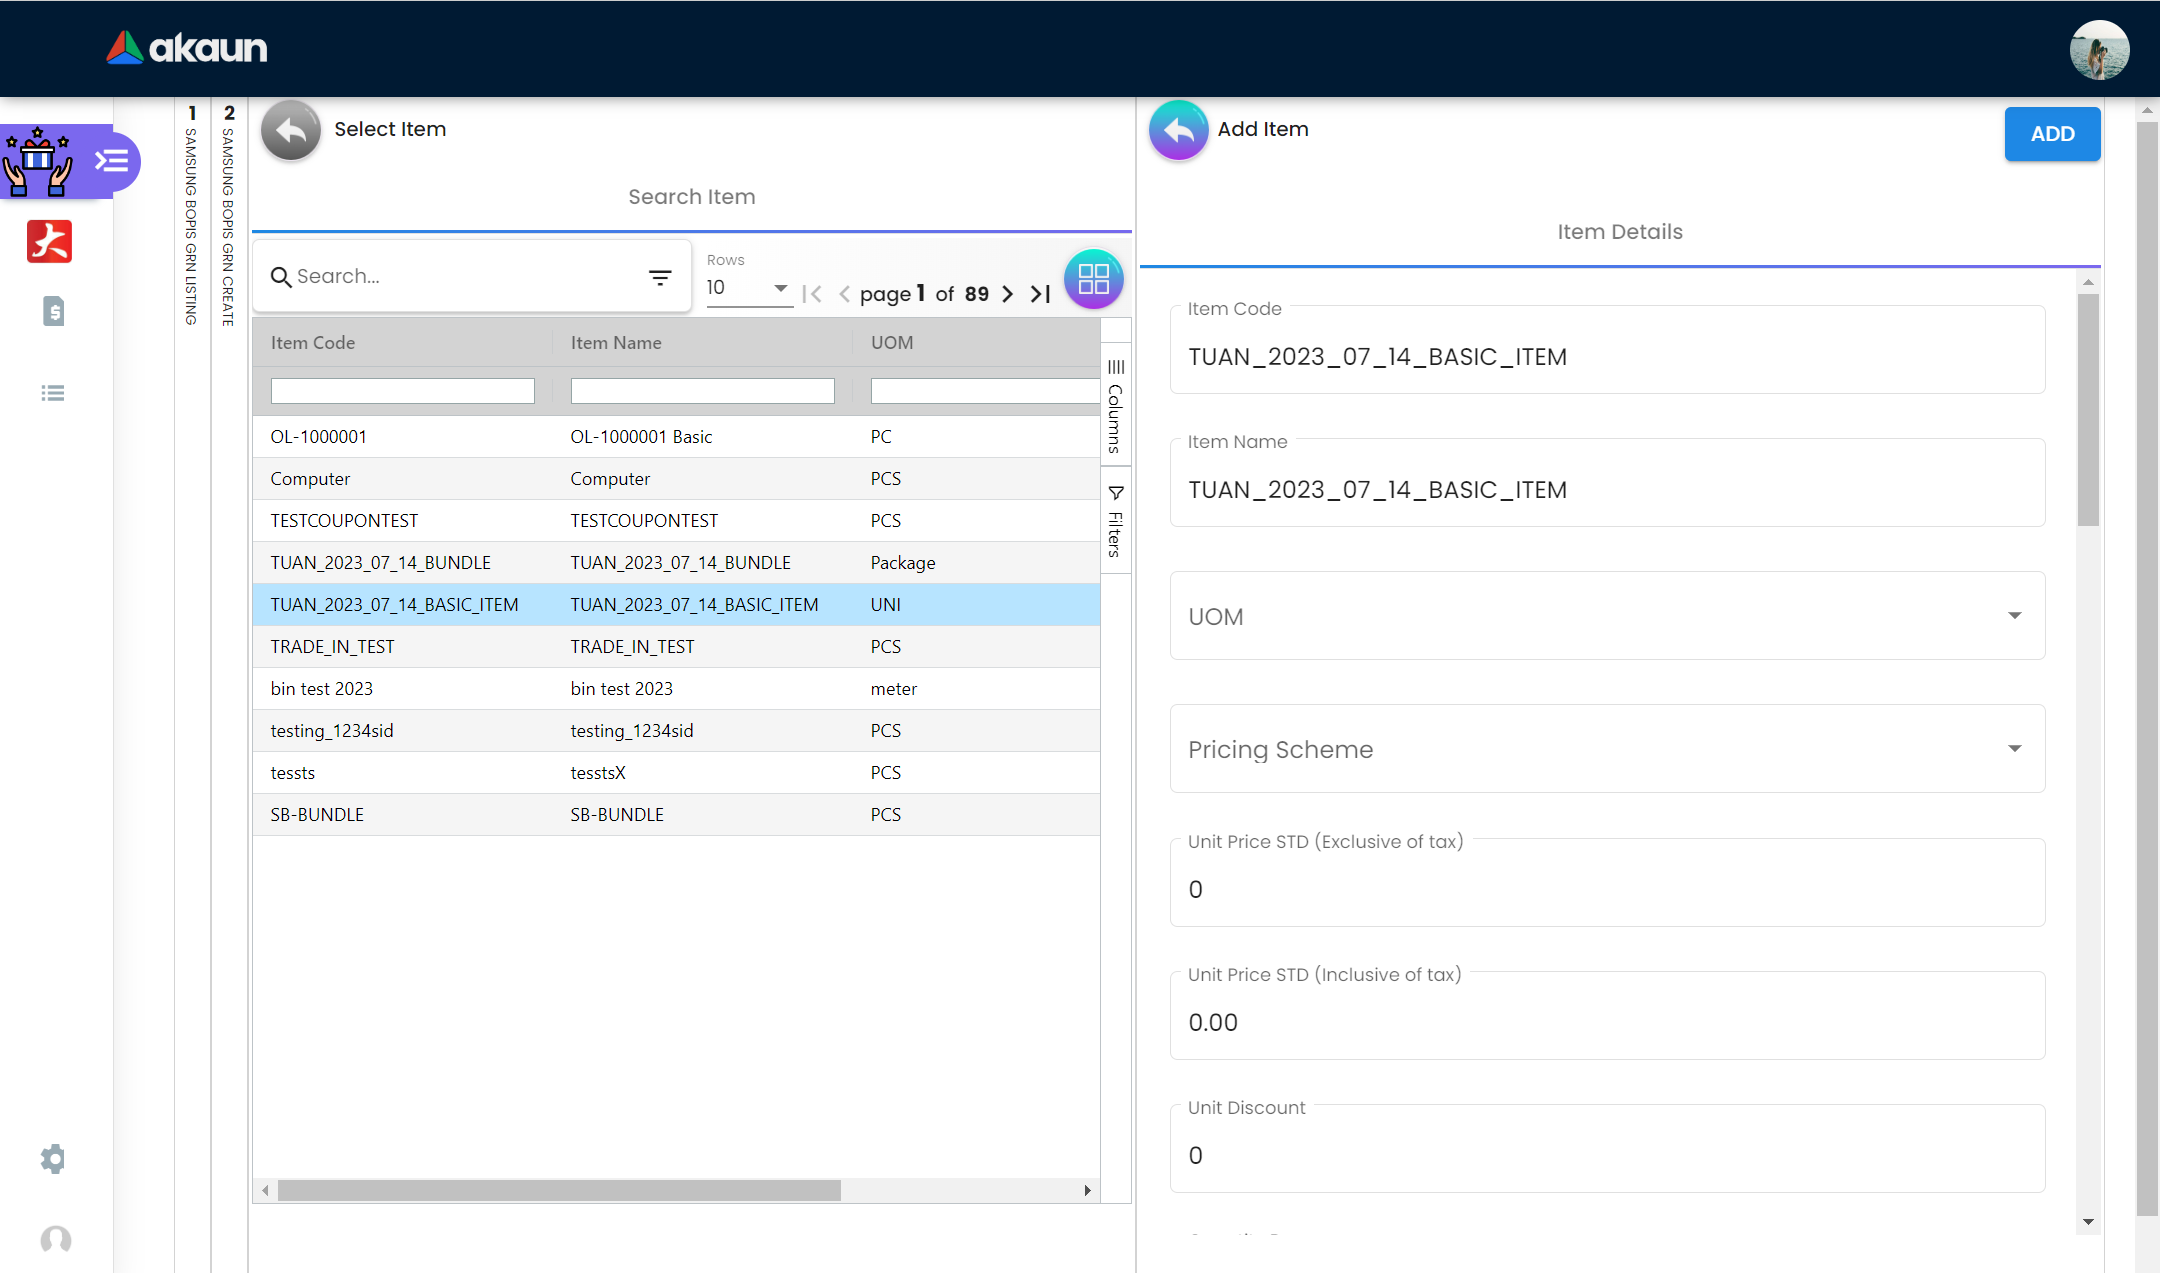 akaun
1 SAMSUNG BOPIS GRN LISTING
2 SAMSUNG BOPIS GRN CREATE
Select Item
Search Item
Search...
Rows
10
page 1 of 89
Item Code Item Name UOM
OL-1000001 OL-1000001 Basic PC
Computer Computer PCS
TESTCOUPONTEST TESTCOUPONTEST PCS
TUAN_2023_07_14_BUNDLE TUAN_2023_07_14_BUNDLE Package
TUAN_2023_07_14_BASIC_ITEM TUAN_2023_07_14_BASIC_ITEM UNI
TRADE_IN_TEST TRADE_IN_TEST PCS
bin test 2023 bin test 2023 meter
testing_1234sid testing_1234sid PCS
tessts tesstsX PCS
SB-BUNDLE SB-BUNDLE PCS
Columns
Filters
Add Item
ADD
Item Details
Item Code
TUAN_2023_07_14_BASIC_ITEM
Item Name
TUAN_2023_07_14_BASIC_ITEM
UOM
Pricing Scheme
Unit Price STD (Exclusive of tax)
0
Unit Price STD (Inclusive of tax)
0.00
Unit Discount
0